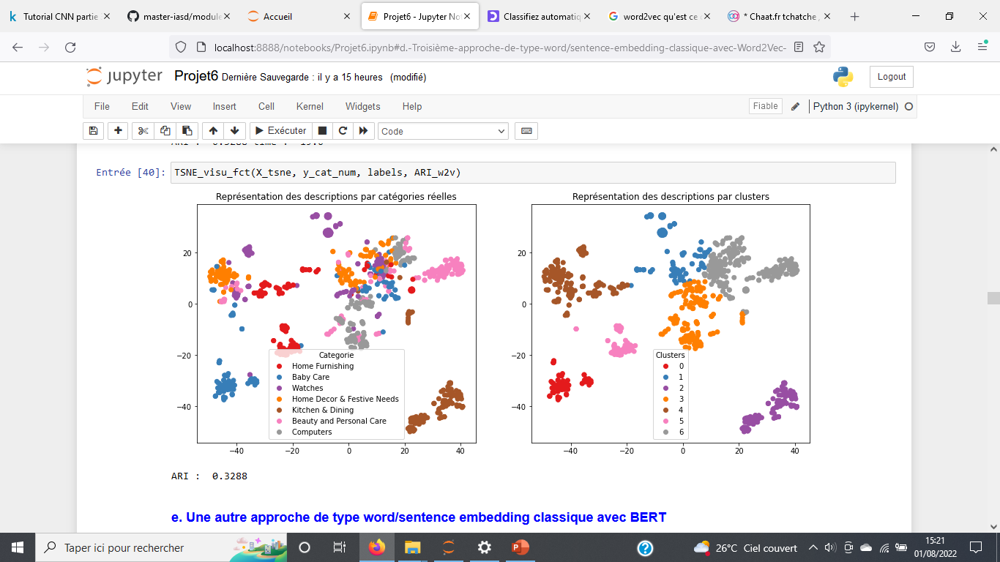 Tutorial CNN partie
master-iasd/module
Accueil
Projet6 - Jupyter No
Classifiez automatiq
word2vec qu'est ce
* Chaat.fr tchatche
localhost:8888/notebooks/Projet6.ipynb#d.-Troisième-approche-de-type-word/sentence-embedding-classique-avec-Word2Vec-
jupyter Projet6 Dernière Sauvegarde : il y a 15 heures (modifié)
Logout
File Edit View Insert Cell Kernel Widgets Help
Fiable
Python 3 (ipykernel)
Exécuter
Code
Entrée [40]: TSNE_visu_fct(X_tsne, y_cat_num, labels, ARI_w2v)
Représentation des descriptions par catégories réelles
20
0
−20
−40
−40 −20 0 20 40
Categorie
Home Furnishing
Baby Care
Watches
Home Decor & Festive Needs
Kitchen & Dining
Beauty and Personal Care
Computers
Représentation des descriptions par clusters
20
0
−20
−40
−40 −20 0 20 40
Clusters
0
1
2
3
4
5
6
ARI : 0.3288
e. Une autre approche de type word/sentence embedding classique avec BERT
Taper ici pour rechercher
26°C Ciel couvert
15:21
01/08/2022